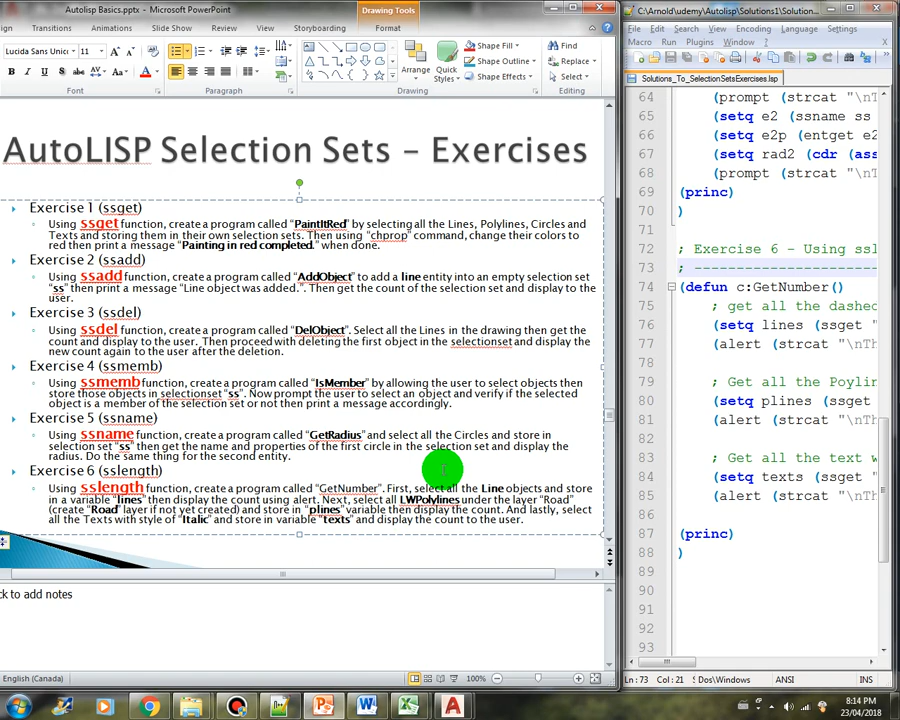 Autolisp Basics.pptx - Microsoft PowerPoint
Drawing Tools
Transitions Animations Slide Show Review View Storyboarding Format
Lucida Sans Unic 11
Font Paragraph Drawing Editing
Arrange
Quick Styles
Shape Fill
Shape Outline
Shape Effects
Find
Replace
Select
AutoLISP Selection Sets – Exercises
Exercise 1 (ssget)
Using ssget function, create a program called “PaintItRed” by selecting all the Lines, Polylines, Circles and
Texts and storing them in their own selection sets. Then using “chprop” command, change their colors to
red then print a message “Painting in red completed.” when done.
Exercise 2 (ssadd)
Using ssadd function, create a program called “AddObject” to add a line entity into an empty selection set
“ss” then print a message “Line object was added.”. Then get the count of the selection set and display to the
user.
Exercise 3 (ssdel)
Using ssdel function, create a program called “DelObject”. Select all the Lines in the drawing then get the
count and display to the user. Then proceed with deleting the first object in the selectionset and display the
new count again to the user after the deletion.
Exercise 4 (ssmemb)
Using ssmemb function, create a program called “IsMember” by allowing the user to select objects then
store those objects in selectionset “ss”. Now prompt the user to select an object and verify if the selected
object is a member of the selection set or not then print a message accordingly.
Exercise 5 (ssname)
Using ssname function, create a program called “GetRadius” and select all the Circles and store in
selection set “ss” then get the name and properties of the first circle in the selection set and display the
radius. Do the same thing for the second entity.
Exercise 6 (sslength)
Using sslength function, create a program called “GetNumber”. First, select all the Line objects and store
in a variable “lines” then display the count using alert. Next, select all LWPolylines under the layer “Road”
(create “Road” layer if not yet created) and store in “plines” variable then display the count. And lastly, select
all the Texts with style of “Italic” and store in variable “texts” and display the count to the user.
ck to add notes
English (Canada)
100%
C:\Arnold\udemy\Autolisp\Solutions1\Solution...
File Edit Search View Encoding Language Settings
Macro Run Plugins Window ? X
Solutions_To_SelectionSetsExercises.lsp
64 (prompt (strcat "\nT
65 (setq e2 (ssname ss
66 (setq e2p (entget e2
67 (setq rad2 (cdr (ass
68 (prompt (strcat "\nT
69 (princ)
70 )
71
72 ; Exercise 6 - Using ssl
73 ; -----------------------
74 (defun c:GetNumber()
75 ; get all the dashed
76 (setq lines (ssget "
77 (alert (strcat "\nTh
78
79 ; Get all the Poylin
80 (setq plines (ssget
81 (alert (strcat "\nTh
82
83 ; Get all the text w
84 (setq texts (ssget "
85 (alert (strcat "\nTh
86
87 (princ)
88 )
89
90
91
92
93
Ln:73 Col:21 Dos\Windows ANSI
8:14 PM
23/04/2018